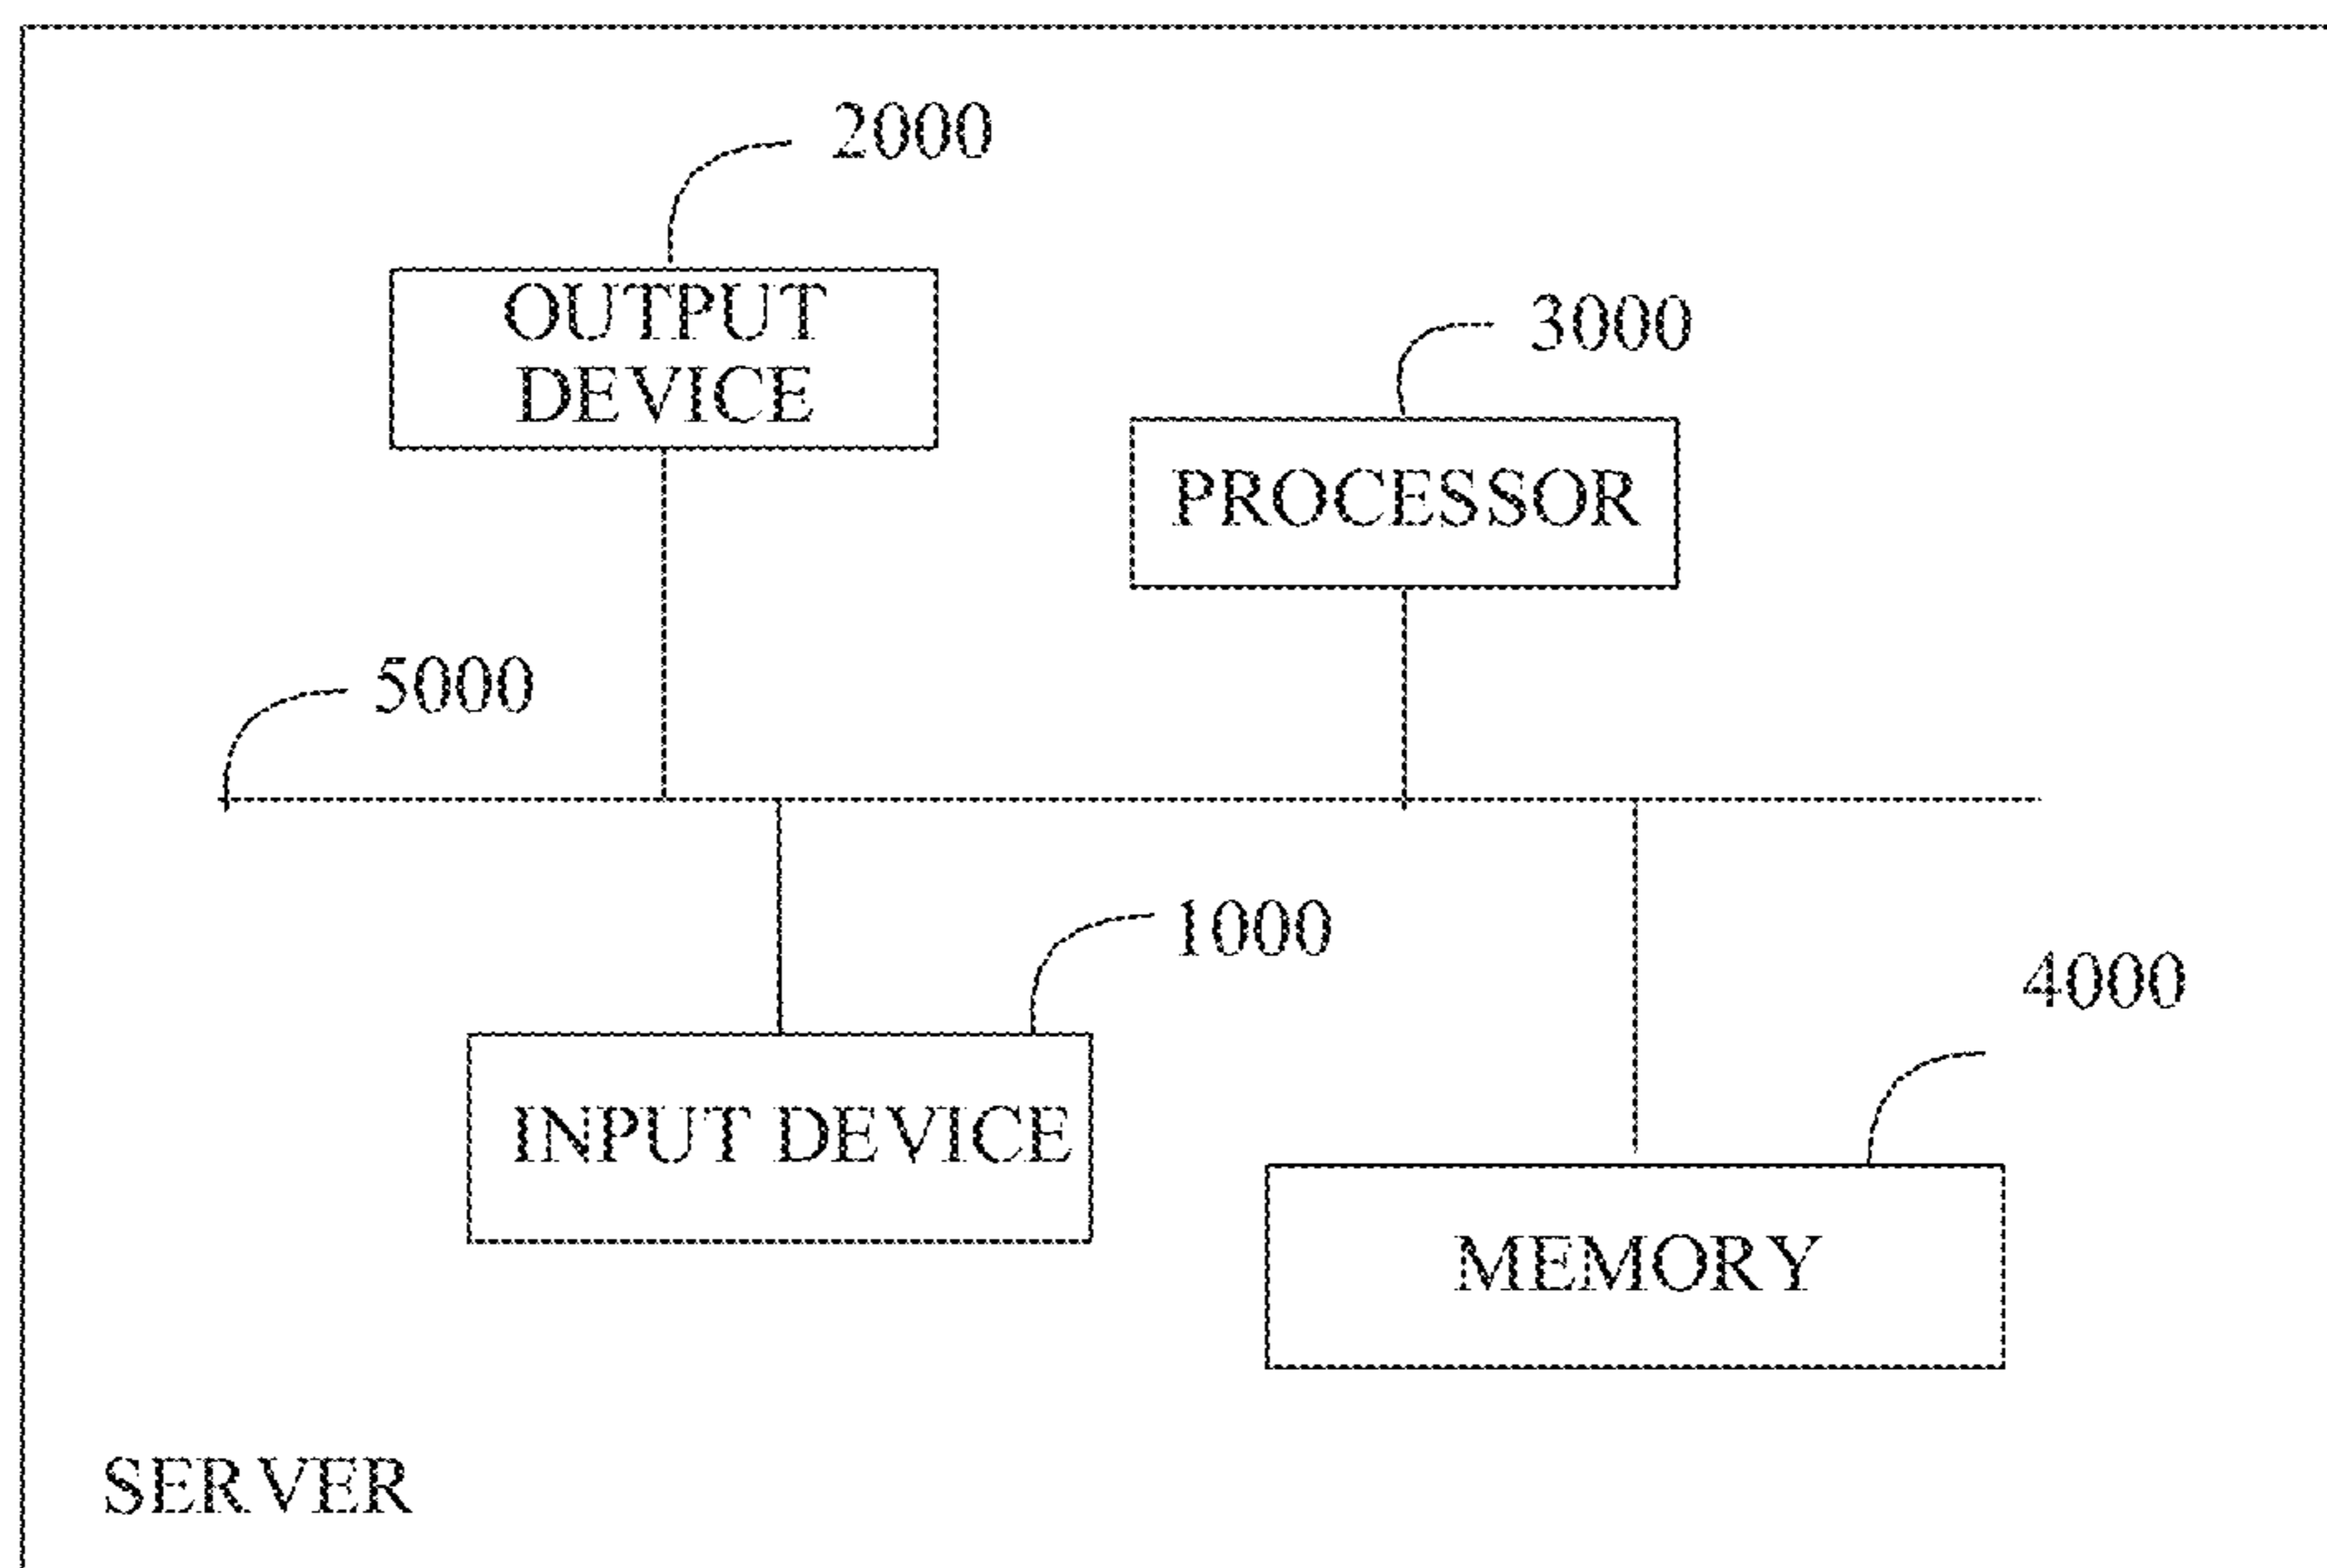 2000
OUTPUT
DEVICE
3000
PROCESSOR
5000
1000
INPUT DEVICE
4000
MEMORY
SERVER